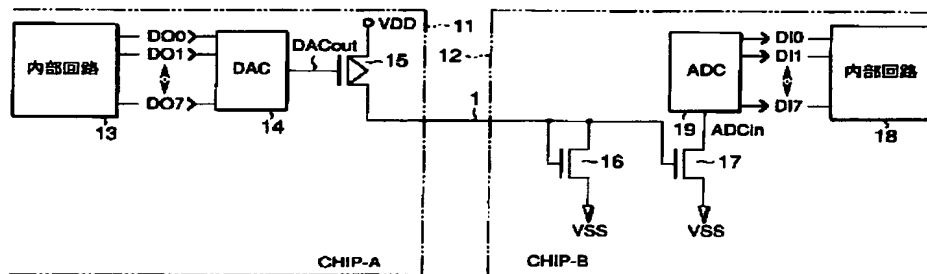 内部回路
DO0
DO1
DO7
13
DAC
14
DACout
VDD
15
11
12
1
16
VSS
17
VSS
ADC
19
ADCin
DI0
DI1
DI7
内部回路
18
CHIP-A
CHIP-B